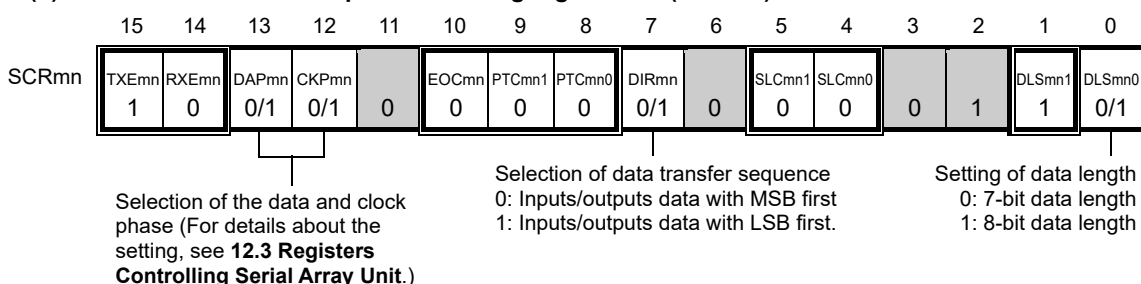 15 14 13 12 11 10 9 8 7 6 5 4 3 2 1 0
SCRmn
TXEmn RXEmn DAPmn CKPmn EOCmn PTCmn1 PTCmn0 DIRmn SLCmn1 SLCmn0 DLSmn1 DLSmn0
1 0 0/1 0/1 0 0 0 0 0/1 0 0 0 0 1 1 0/1
Selection of the data and clock
phase (For details about the
setting, see 12.3 Registers
Controlling Serial Array Unit.)
Selection of data transfer sequence
0: Inputs/outputs data with MSB first
1: Inputs/outputs data with LSB first.
Setting of data length
0: 7-bit data length
1: 8-bit data length